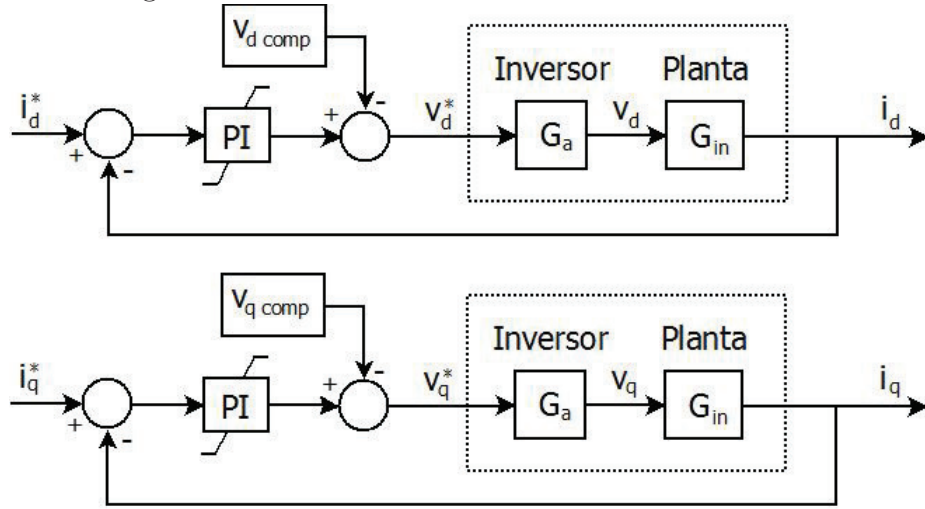 v_d comp
Inversor Planta
i_d^* + - PI + - v_d^* G_a v_d G_in i_d
v_q comp
Inversor Planta
i_q^* + - PI + - v_q^* G_a v_q G_in i_q